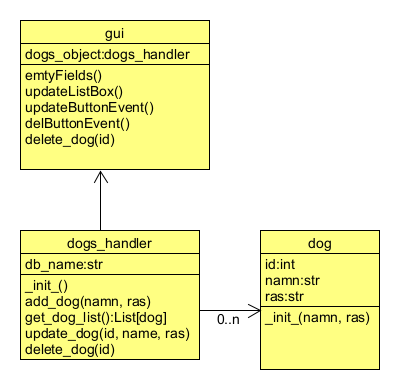 gui
dogs_object:dogs_handler
emtyFields()
updateListBox()
updateButtonEvent()
delButtonEvent()
delete_dog(id)
dogs_handler
db_name:str
_init_()
add_dog(namn, ras)
get_dog_list():List[dog]
update_dog(id, name, ras)
delete_dog(id)
0..n
dog
id:int
namn:str
ras:str
_init_(namn, ras)